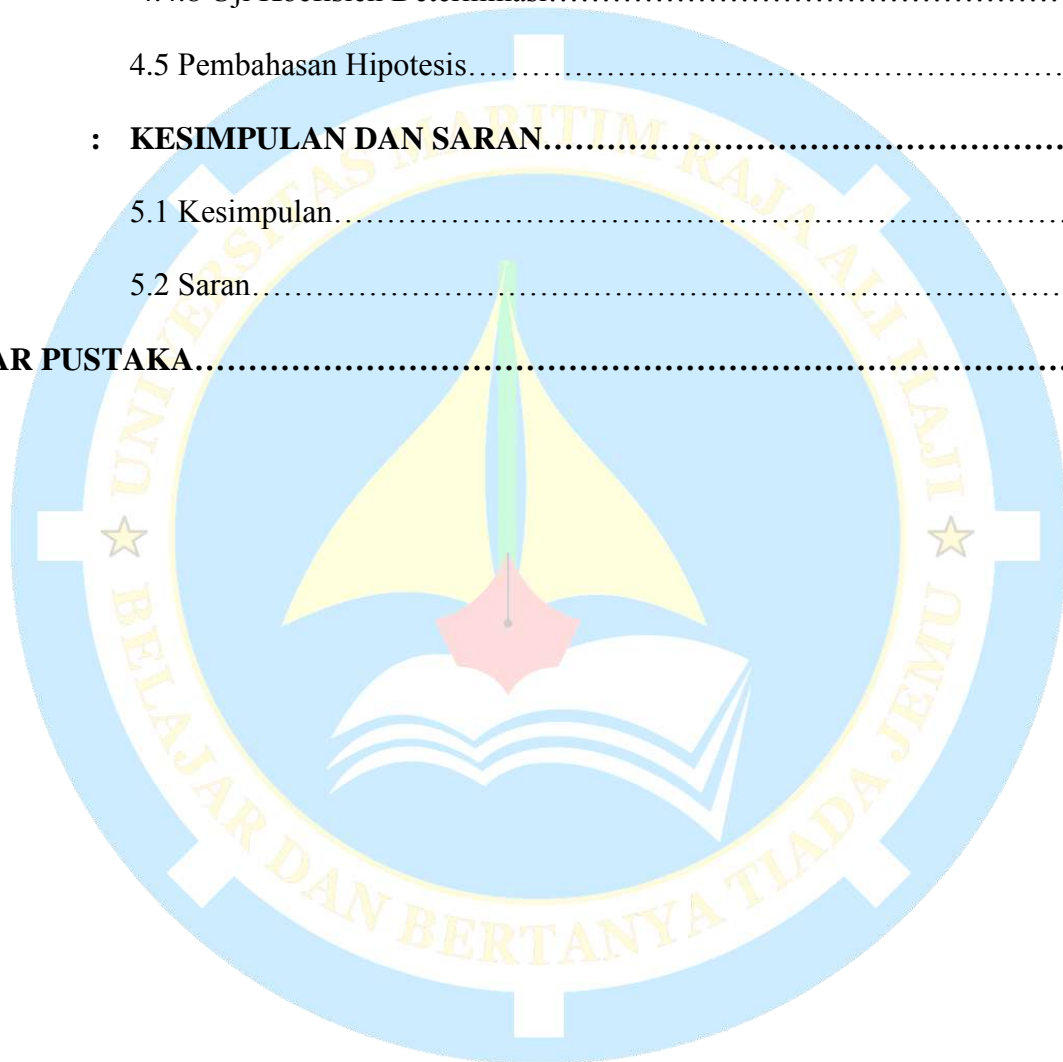 4.5 Pembahasan Hipotesis……………………………………………………
: KESIMPULAN DAN SARAN……………………………………………
5.1 Kesimpulan…………………………………………………………………
5.2 Saran…………………………………………………………………………
AR PUSTAKA…………………………………………………………………………
UNIVERSITAS MARITIM RAJA ALI HAJI
BELAJAR DAN BERTANYA TIADA JEMU